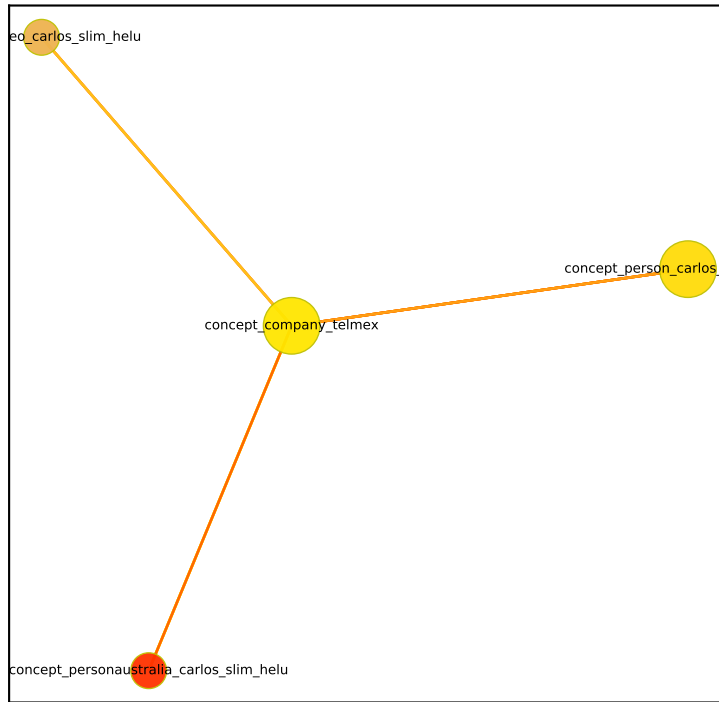 eo_carlos_slim_helu
concept_person_carlos_
concept_company_telmex
concept_personaustralia_carlos_slim_helu